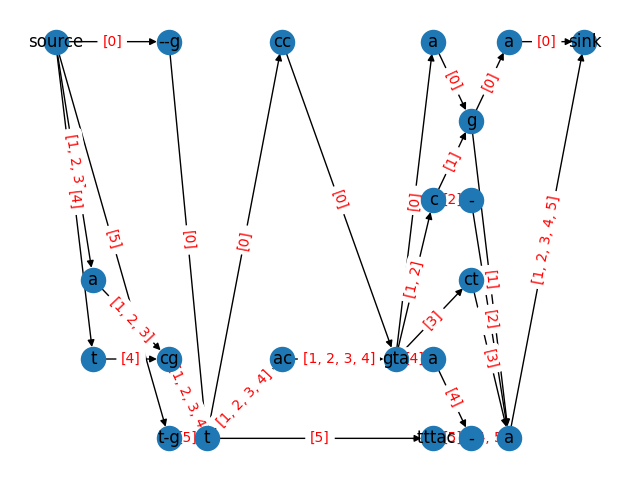 source [0] --g cc a a [0] sink
[0] [0]
g
[1, 2, 3] [1]
[4] [0] [0] c [2] -
[5] [0] [0] [1, 2, 3, 4, 5]
a [1, 2] ct [1]
[1, 2, 3] [3] [2]
t [4] cg ac [1, 2, 3, 4] gta [4] a [3]
1, 2, 3, 4 [1, 2, 3, 4] [4]
t-g [5] t [5] tttac - 5 a